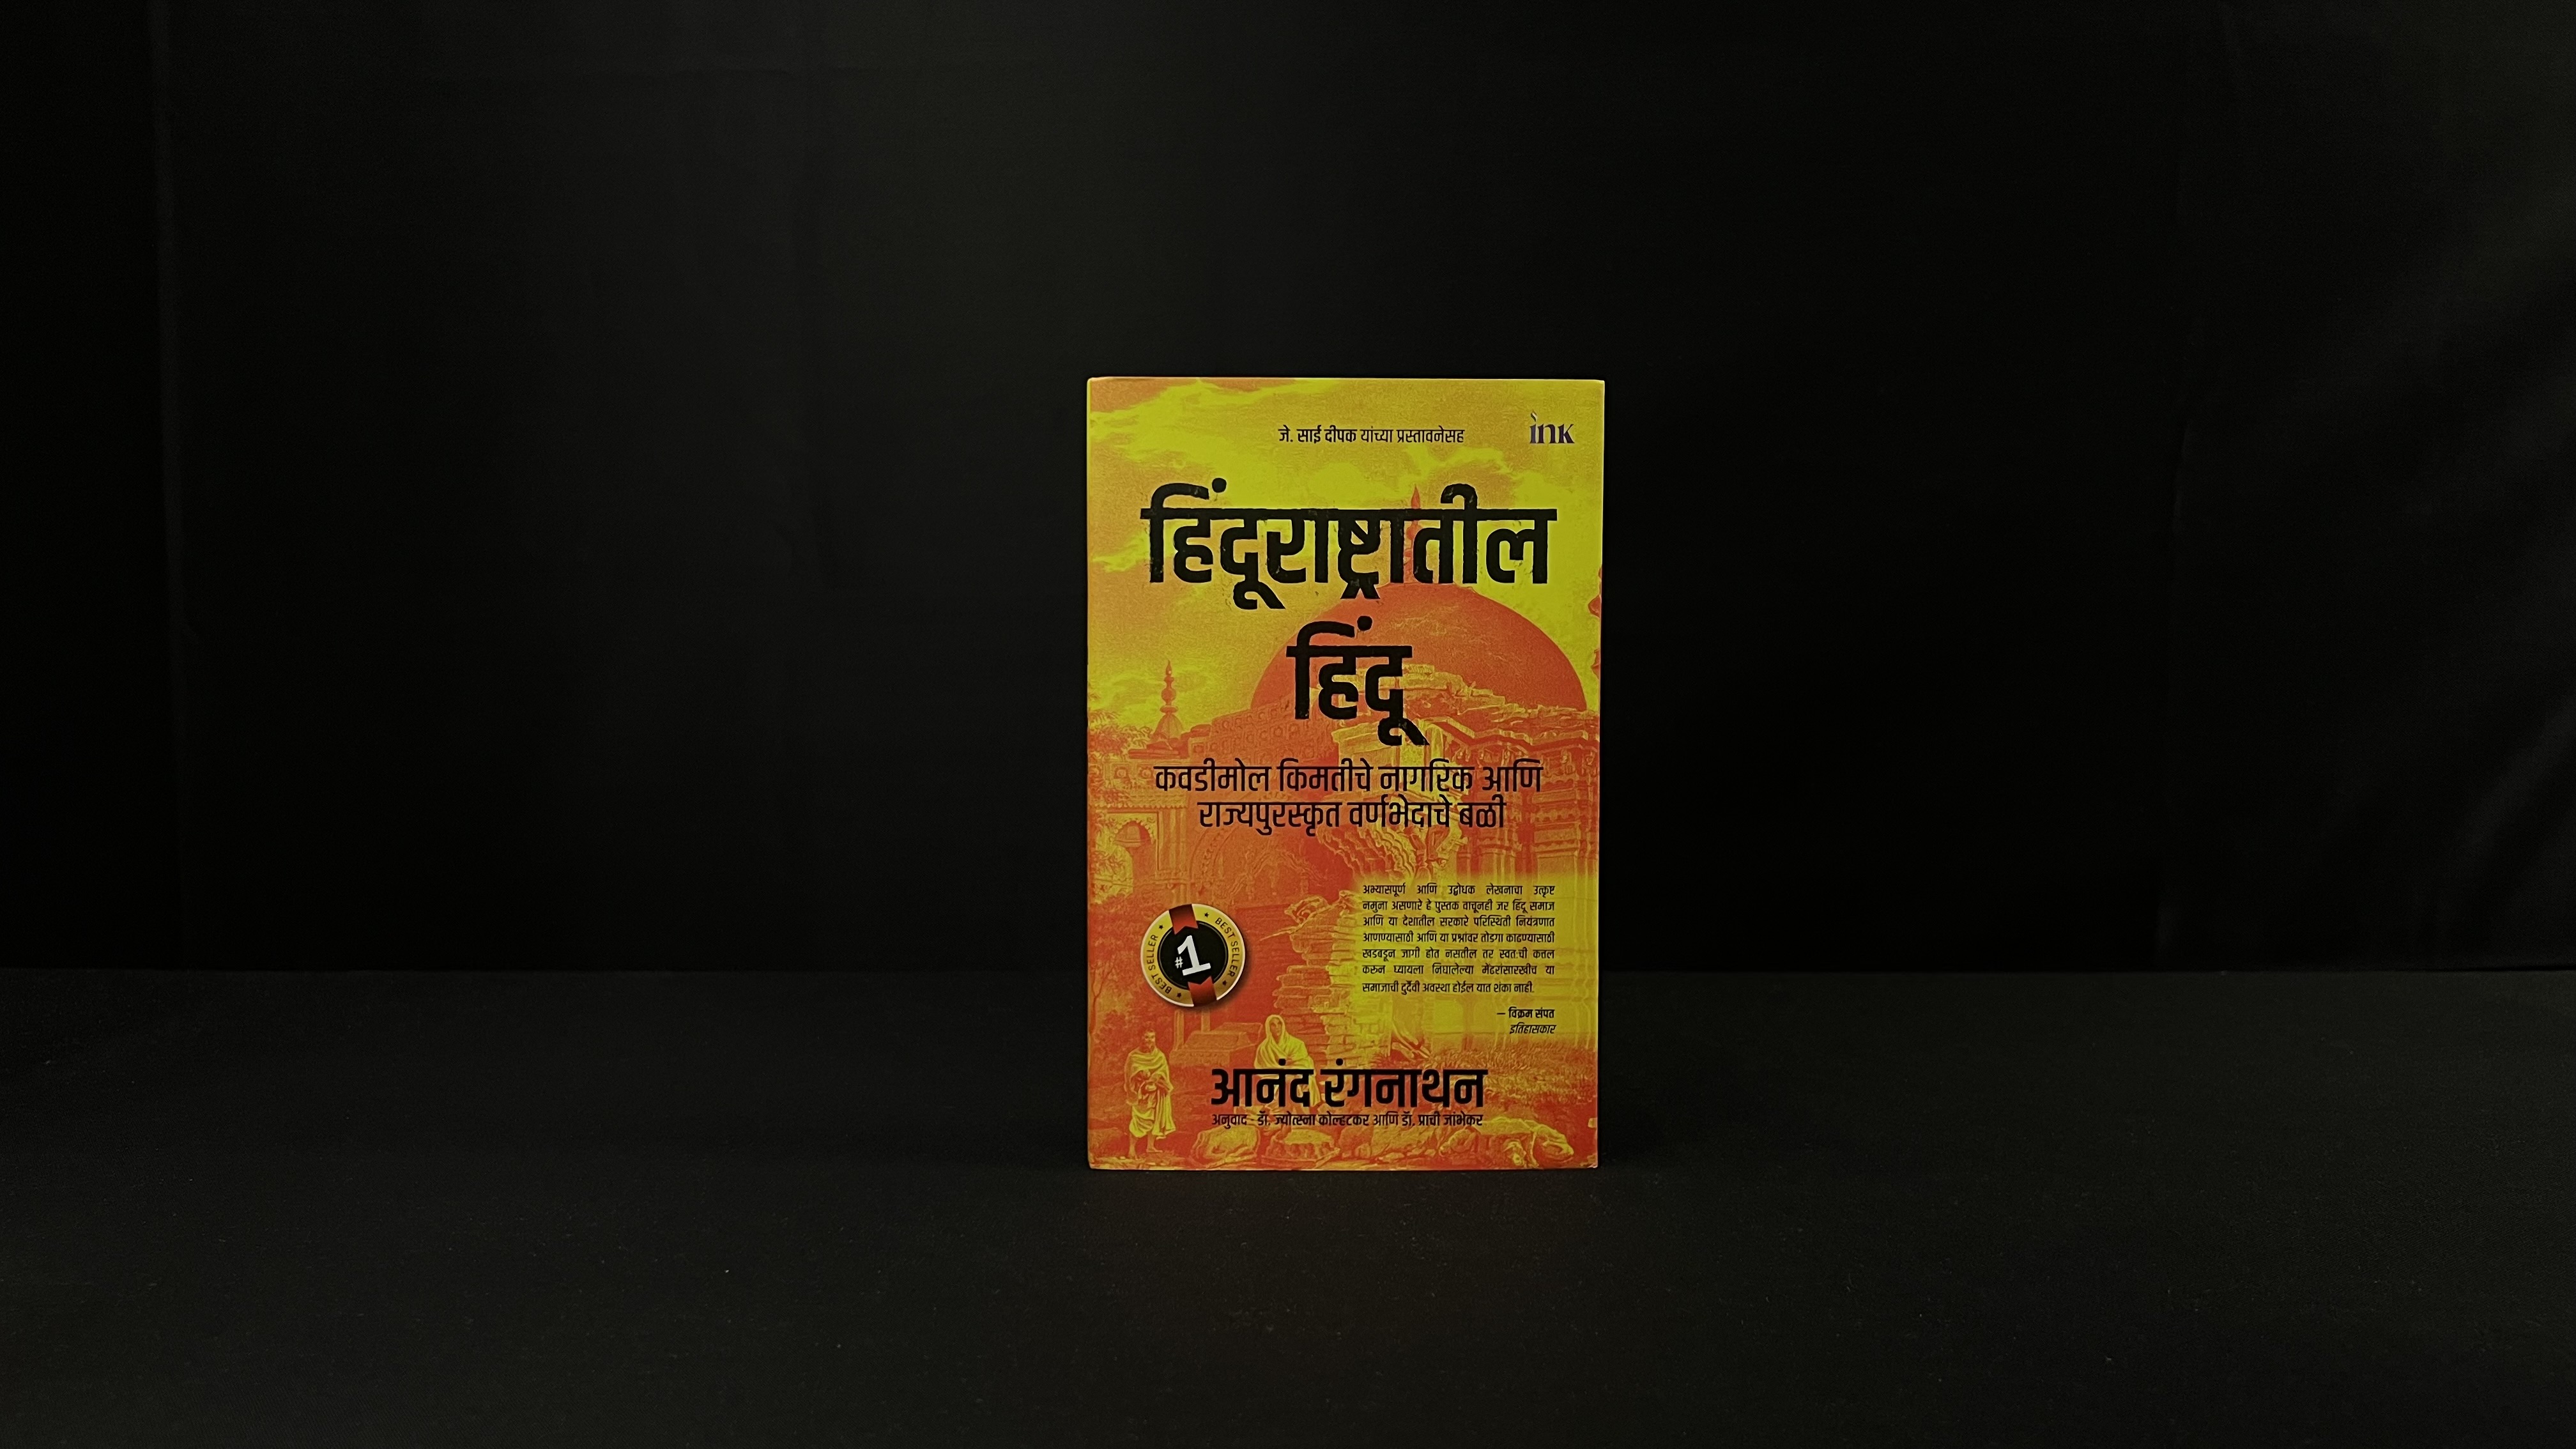 जे. साई दीपक यांच्या प्रस्तावनेसह
ink
हिंदूराष्ट्रातील
हिंदू
कवडीमोल किमतीचे नागरिक आणि
राज्यपुरस्कृत वर्णभेदाचे बळी
अभ्यासपूर्ण आणि उद्बोधक लेखनाचा उत्कृष्ट
नमुना असणारे हे पुस्तक वाचूनही जर हिंदू समाज
आणि या देशातील सरकारे परिस्थिती नियंत्रणात
आणण्यासाठी आणि या प्रश्नांवर तोडगा काढण्यासाठी
खडबडून जागी होत नसतील तर स्वतःची कत्तल
करुन घ्यायला निघालेल्या मेंढरांसारखीच या
समाजाची दुर्दैवी अवस्था होईल यात शंका नाही.
– विक्रम संपत
इतिहासकार
BEST SELLER
#1
BEST SELLER
आनंद रंगनाथन
अनुवाद - डॉ. ज्योत्स्ना कोल्हटकर आणि डॉ. प्राची जांभेकर